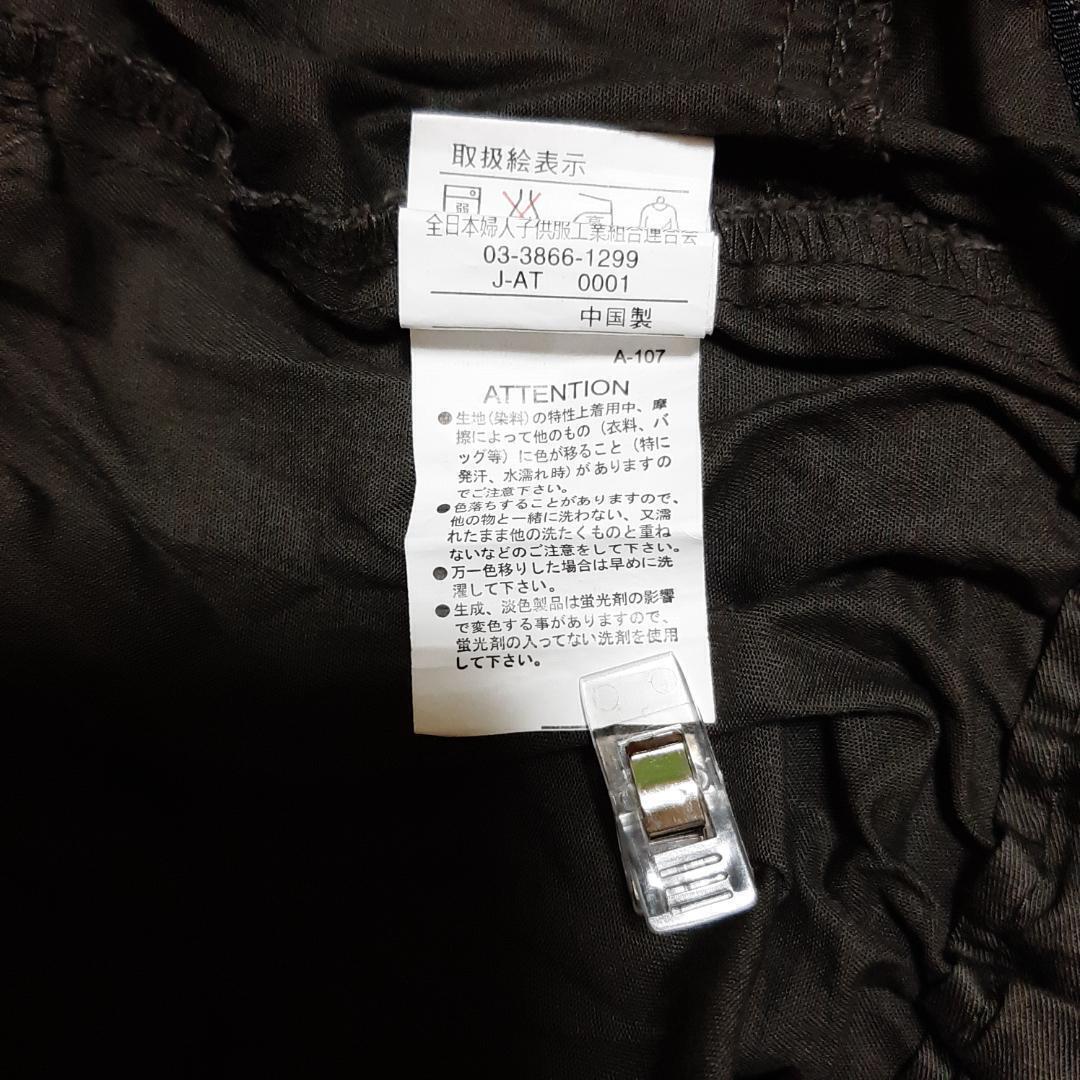 取扱絵表示
弱
全日本婦人子供服工業組合連合会
03-3866-1299
J-AT 0001
中国製
A-107
ATTENTION
●生地(染料)の特性上着用中、摩
擦によって他のもの（衣料、バ
ッグ等）に色が移ること（特に
発汗、水濡れ時)がありますの
でご注意下さい。
●色落ちすることがありますので、
他の物と一緒に洗わない、又濡
れたまま他の洗たくものと重ね
ないなどのご注意をして下さい。
●万一色移りした場合は早めに洗
濯して下さい。
●生成、淡色製品は蛍光剤の影響
で変色する事がありますので、
蛍光剤の入ってない洗剤を使用
して下さい。